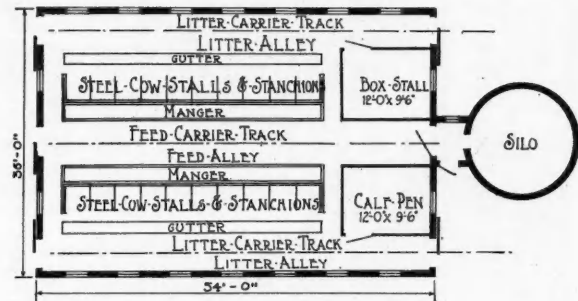 LITTER-CARRIER-TRACK
LITTER-ALLEY
GUTTER
STEEL-COW-STALLS & STANCHIONS
BOX-STALL
12'-0"x 9'-6"
MANGER
FEED-CARRIER-TRACK
SILO
36'-0"
FEED-ALLEY
MANGER
STEEL-COW-STALLS-&-STANCHIONS
CALF-PEN
12'-0"x 9'-6"
GUTTER
LITTER-CARRIER-TRACK
LITTER-ALLEY
54'-0"